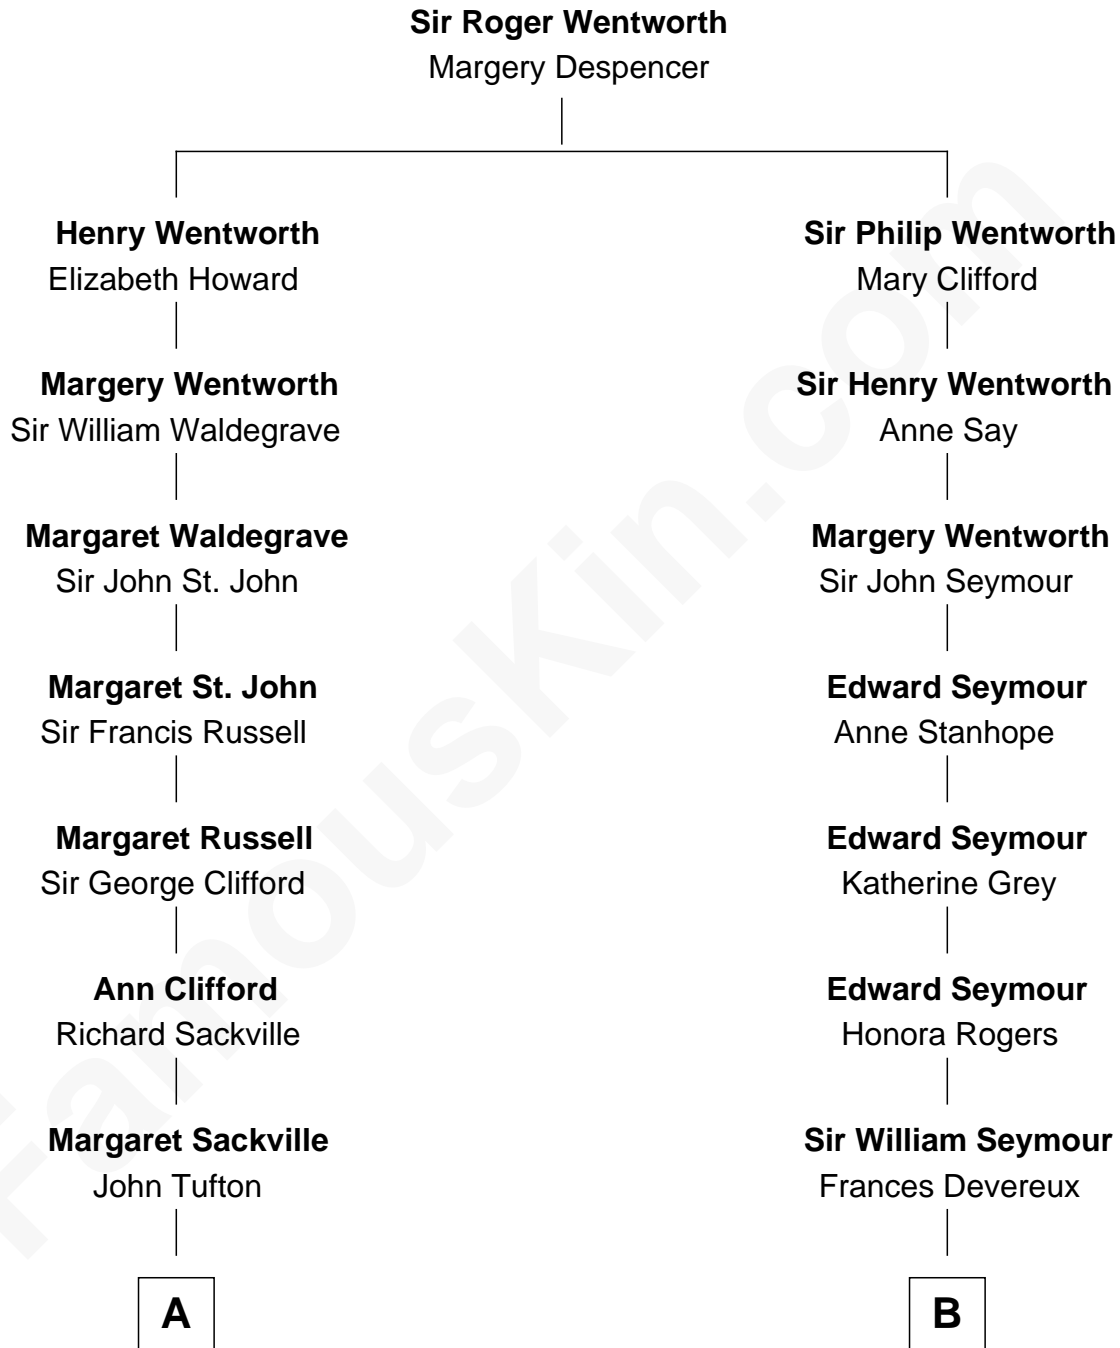 Sir Roger Wentworth
Margery Despencer
Henry Wentworth
Elizabeth Howard
Sir Philip Wentworth
Mary Clifford
Margery Wentworth
Sir William Waldegrave
Sir Henry Wentworth
Anne Say
Margaret Waldegrave
Sir John St. John
Margery Wentworth
Sir John Seymour
Margaret St. John
Sir Francis Russell
Edward Seymour
Anne Stanhope
Margaret Russell
Sir George Clifford
Edward Seymour
Katherine Grey
Ann Clifford
Richard Sackville
Edward Seymour
Honora Rogers
Margaret Sackville
John Tufton
Sir William Seymour
Frances Devereux
A
B
FamousKin.com